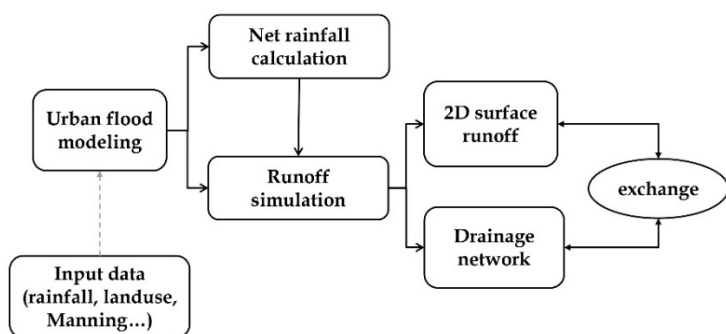 Net rainfall
calculation
Urban flood
modeling
2D surface
runoff
Runoff
simulation
exchange
Drainage
network
Input data
(rainfall, landuse,
Manning…)